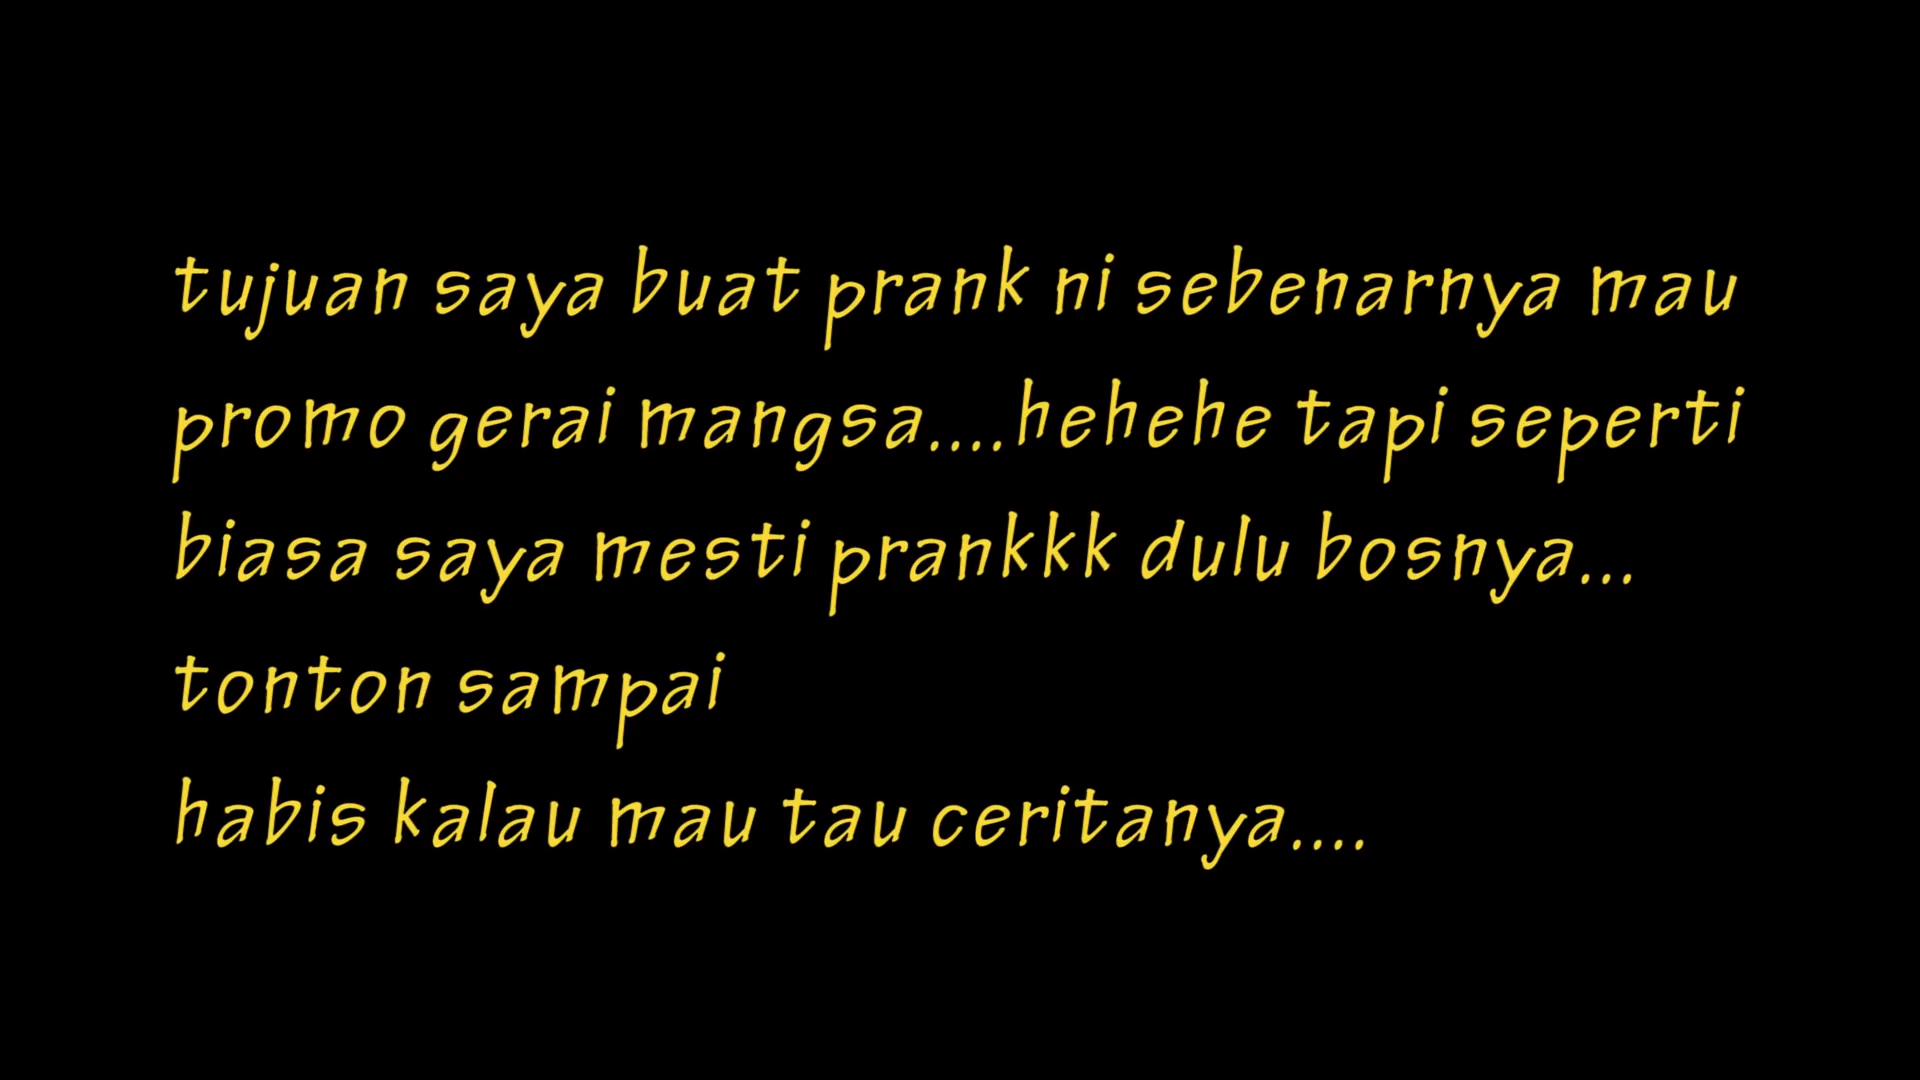 tujuan saya buat prank ni sebenarnya mau
promo gerai mangsa....hehehe tapi seperti
biasa saya mesti prankkk dulu bosnya...
tonton sampai
habis kalau mau tau ceritanya....